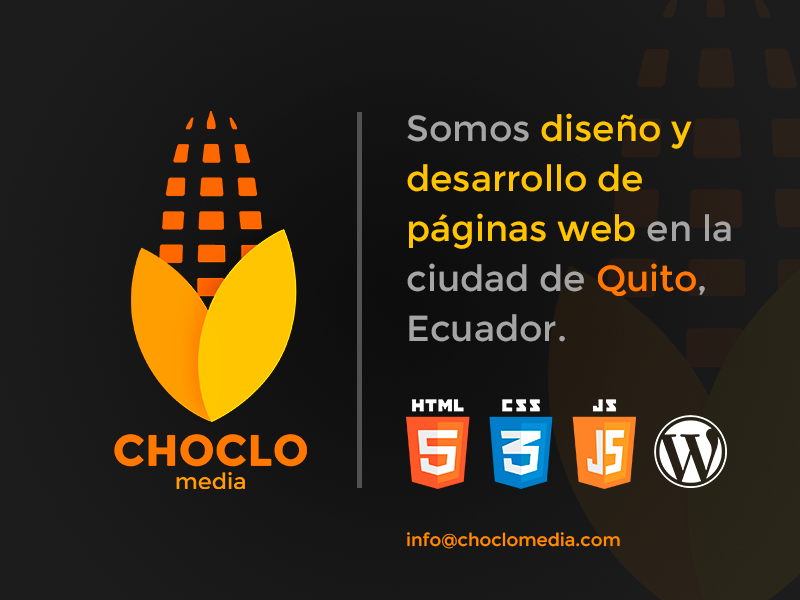 CHOCLO
media
Somos diseño y
desarrollo de
páginas web en la
ciudad de Quito,
Ecuador.
HTML CSS JS
5 3 JS W
info@choclomedia.com